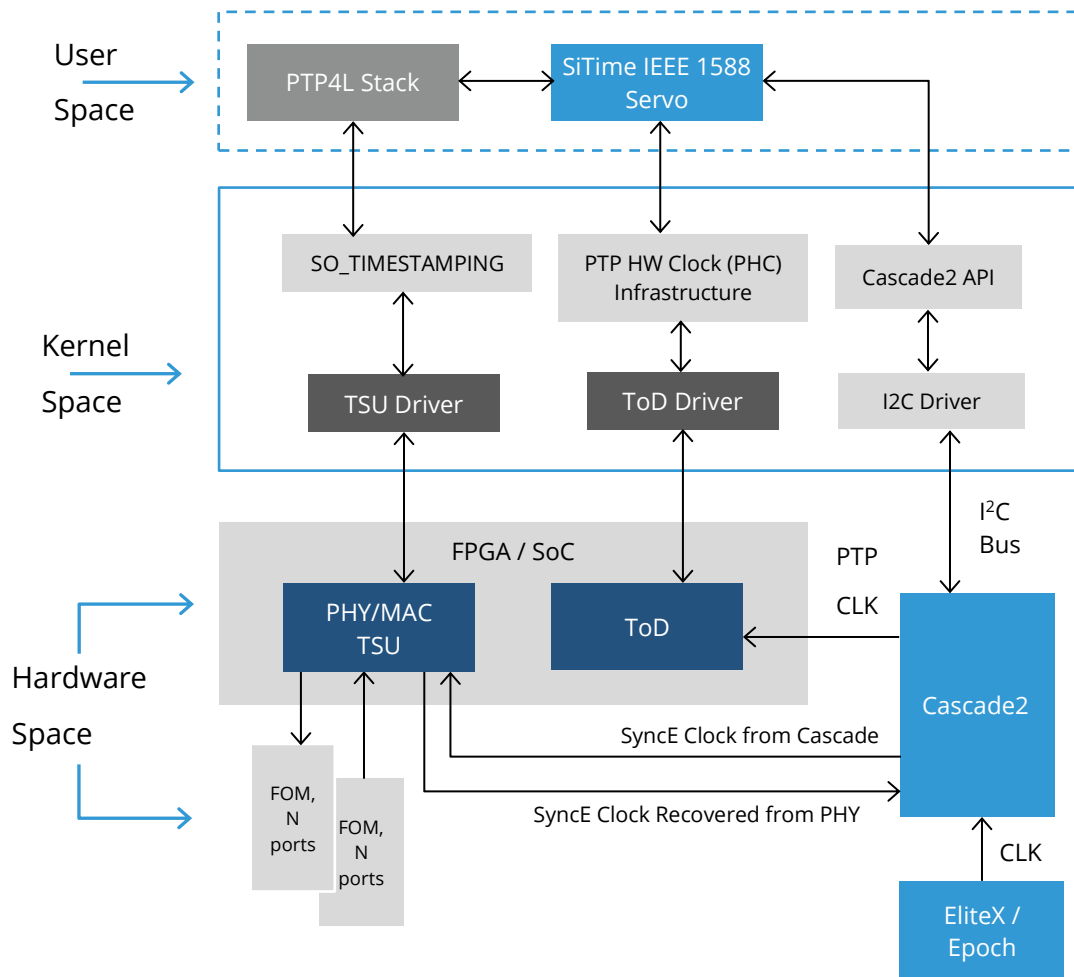 User
Space
PTP4L Stack
SiTime IEEE 1588
Servo
Kernel
Space
SO_TIMESTAMPING
PTP HW Clock (PHC)
Infrastructure
Cascade2 API
TSU Driver
ToD Driver
I2C Driver
I²C
Bus
Hardware
Space
FPGA / SoC
PHY/MAC
TSU
ToD
PTP
CLK
Cascade2
SyncE Clock from Cascade
SyncE Clock Recovered from PHY
FOM,
N
ports
FOM,
N
ports
CLK
EliteX /
Epoch